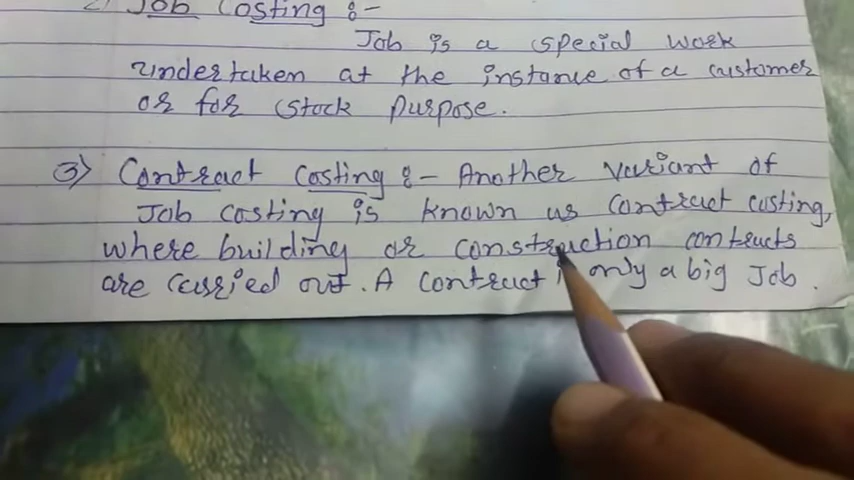 2) Job Costing :-
Job is a special work
undertaken at the instance of a customer
or for stock purpose.
3) Contract Costing :- Another variant of
Job costing is known as contract costing,
where building or construction contracts
are carried out. A contract only a big Job.